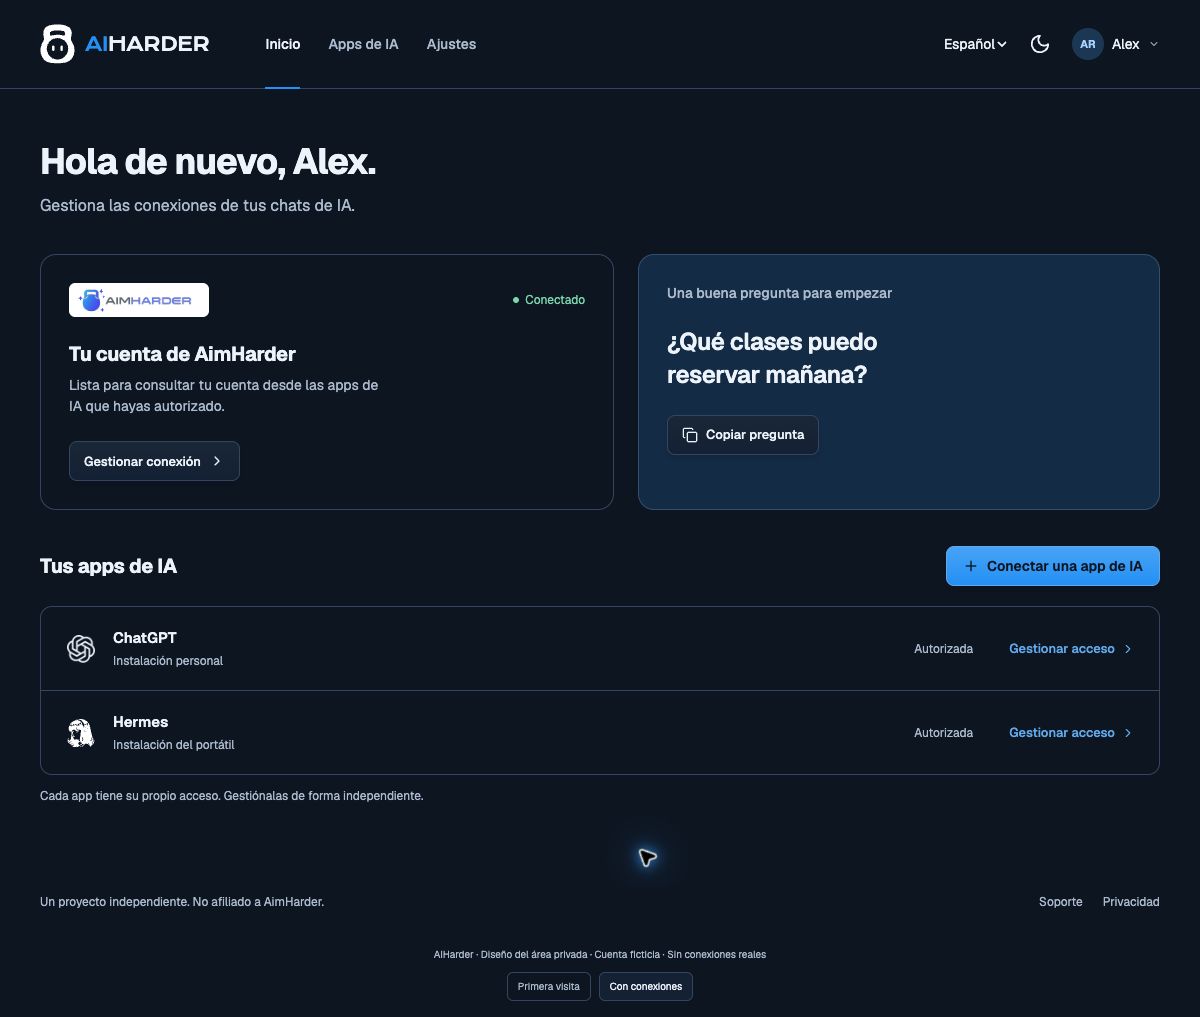 AIHARDER
Inicio
Apps de IA
Ajustes
Español
AR
Alex
Hola de nuevo, Alex.
Gestiona las conexiones de tus chats de IA.
AIMHARDER
Conectado
Tu cuenta de AimHarder
Lista para consultar tu cuenta desde las apps de
IA que hayas autorizado.
Gestionar conexión
Una buena pregunta para empezar
¿Qué clases puedo
reservar mañana?
Copiar pregunta
Tus apps de IA
Conectar una app de IA
ChatGPT
Instalación personal
Autorizada
Gestionar acceso
Hermes
Instalación del portátil
Autorizada
Gestionar acceso
Cada app tiene su propio acceso. Gestiónalas de forma independiente.
Un proyecto independiente. No afiliado a AimHarder.
Soporte
Privacidad
AIHarder · Diseño del área privada · Cuenta ficticia · Sin conexiones reales
Primera visita
Con conexiones